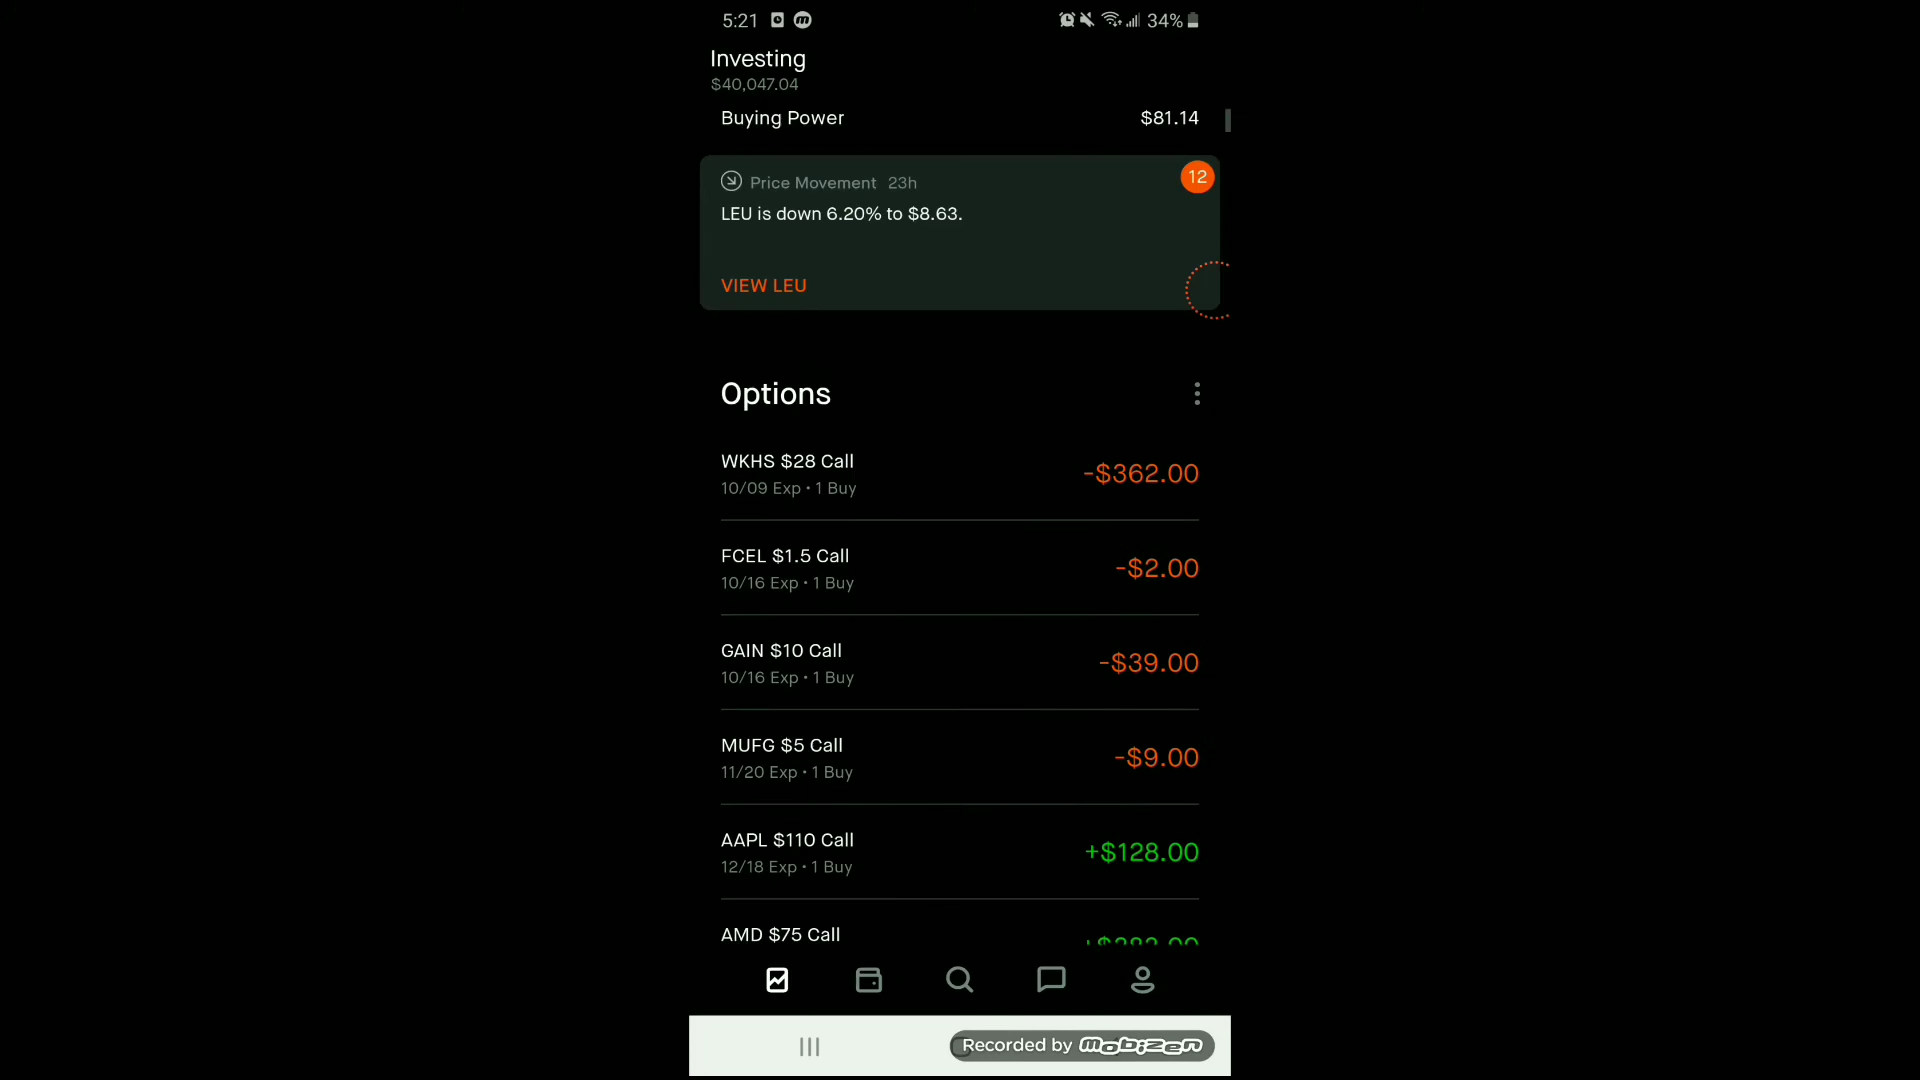 5:21
34%
Investing
$40,047.04
Buying Power $81.14
Price Movement 23h
12
LEU is down 6.20% to $8.63.
VIEW LEU
Options
WKHS $28 Call
-$362.00
10/09 Exp • 1 Buy
FCEL $1.5 Call
-$2.00
10/16 Exp • 1 Buy
GAIN $10 Call
-$39.00
10/16 Exp • 1 Buy
MUFG $5 Call
-$9.00
11/20 Exp • 1 Buy
AAPL $110 Call
+$128.00
12/18 Exp • 1 Buy
AMD $75 Call
Recorded by mobizen